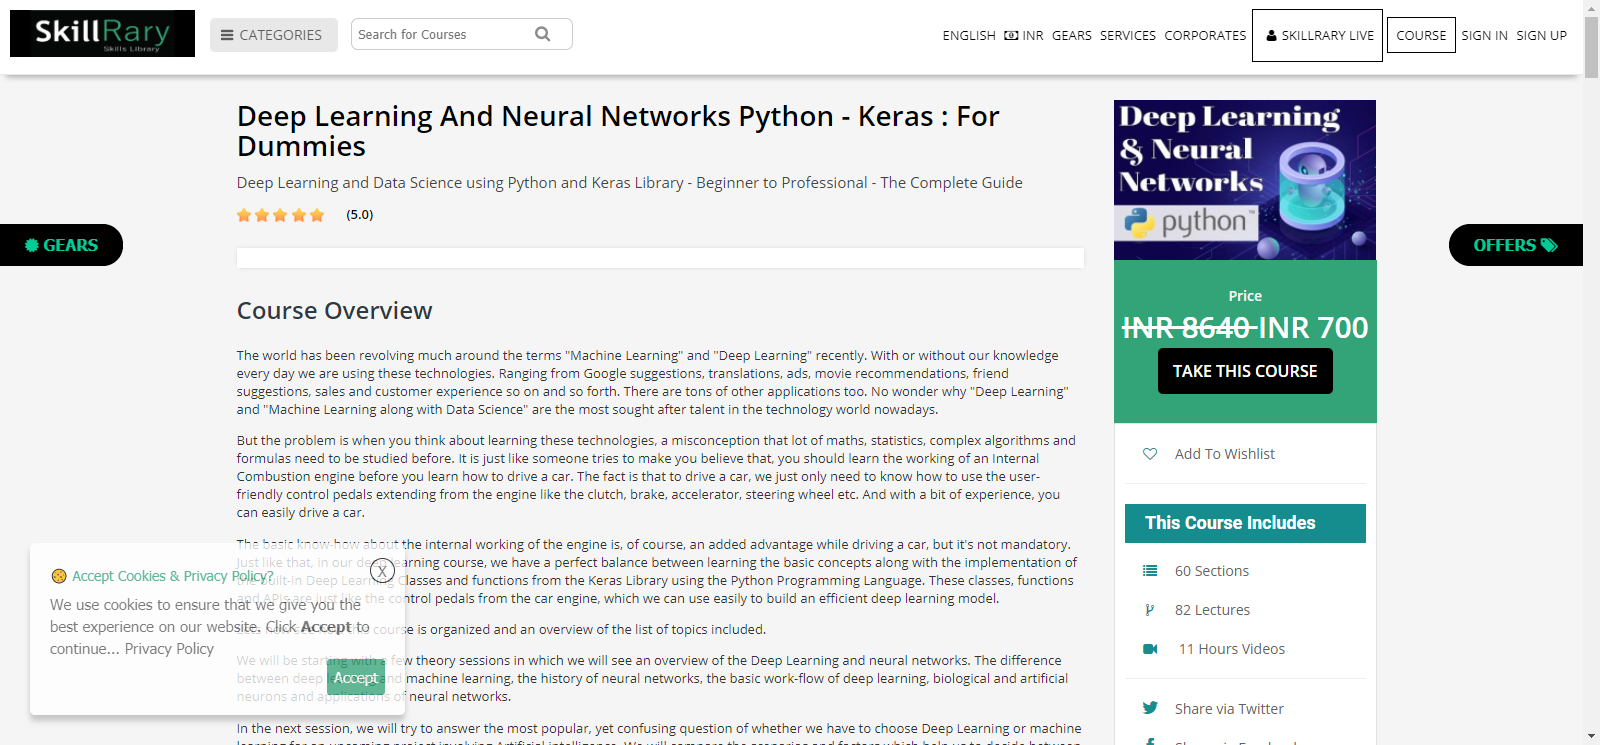 SkillRary
Skills Library
CATEGORIES
Search for Courses
ENGLISH INR GEARS SERVICES CORPORATES SKILLRARY LIVE COURSE SIGN IN SIGN UP
Deep Learning And Neural Networks Python - Keras : For
Dummies
Deep Learning and Data Science using Python and Keras Library - Beginner to Professional - The Complete Guide
(5.0)
GEARS
OFFERS
Deep Learning
& Neural
Networks
python™
Price
INR 8640 INR 700
TAKE THIS COURSE
Add To Wishlist
This Course Includes
60 Sections
82 Lectures
11 Hours Videos
Share via Twitter
Course Overview
The world has been revolving much around the terms "Machine Learning" and "Deep Learning" recently. With or without our knowledge
every day we are using these technologies. Ranging from Google suggestions, translations, ads, movie recommendations, friend
suggestions, sales and customer experience so on and so forth. There are tons of other applications too. No wonder why "Deep Learning"
and "Machine Learning along with Data Science" are the most sought after talent in the technology world nowadays.
But the problem is when you think about learning these technologies, a misconception that lot of maths, statistics, complex algorithms and
formulas need to be studied before. It is just like someone tries to make you believe that, you should learn the working of an Internal
Combustion engine before you learn how to drive a car. The fact is that to drive a car, we just only need to know how to use the user-
friendly control pedals extending from the engine like the clutch, brake, accelerator, steering wheel etc. And with a bit of experience, you
can easily drive a car.
The basic know-how about the internal working of the engine is, of course, an added advantage while driving a car, but it's not mandatory.
Just like that, in our deep learning course, we have a perfect balance between learning the basic concepts along with the implementation of
the built-in Deep Learning Classes and functions from the Keras Library using the Python Programming Language. These classes, functions
and APIs are just like the control pedals from the car engine, which we can use easily to build an efficient deep learning model.
this course is organized and an overview of the list of topics included.
We will be starting with a few theory sessions in which we will see an overview of the Deep Learning and neural networks. The difference
between deep and machine learning, the history of neural networks, the basic work-flow of deep learning, biological and artificial
neurons and applications of neural networks.
In the next session, we will try to answer the most popular, yet confusing question of whether we have to choose Deep Learning or machine
Accept Cookies & Privacy Policy?
X
We use cookies to ensure that we give you the
best experience on our website. Click Accept to
continue... Privacy Policy
Accept